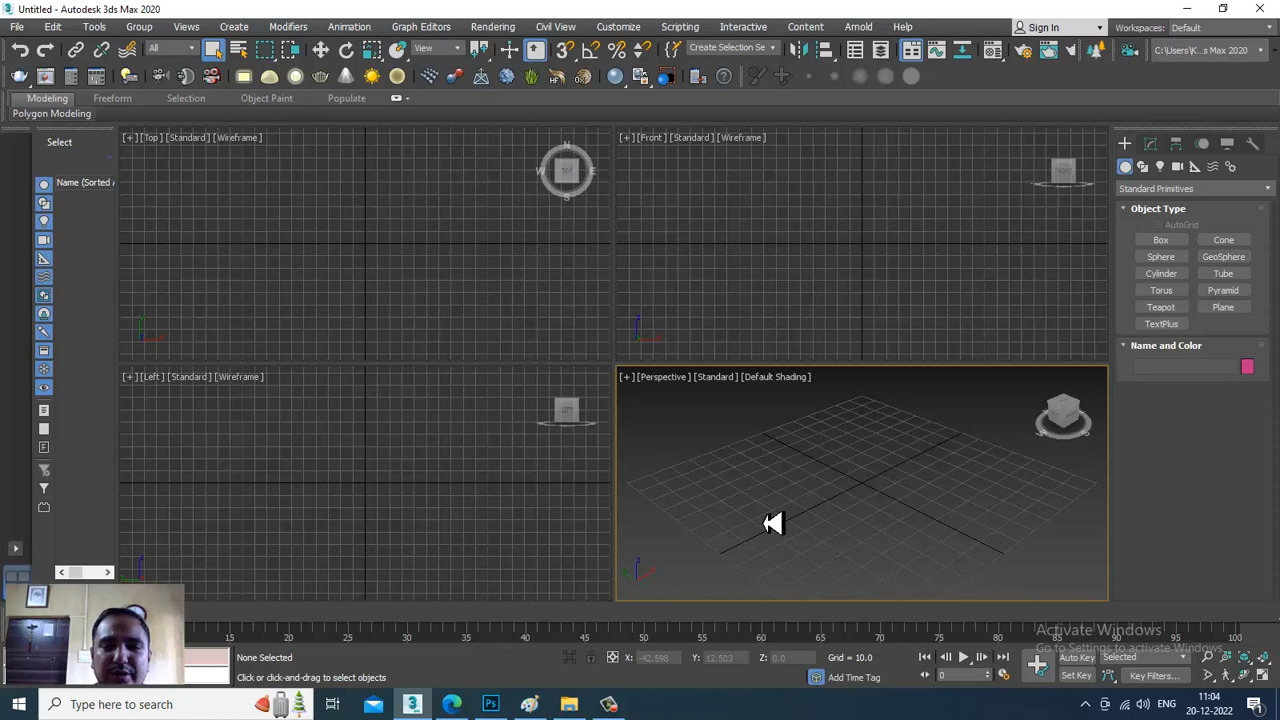 Untitled - Autodesk 3ds Max 2020
File Edit Tools Group Views Create Modifiers Animation Graph Editors Rendering Civil View Customize Scripting Interactive Content Arnold Help Sign In Workspaces: Default
All View Create Selection Se C:\Users\K...s Max 2020
Modeling Freeform Selection Object Paint Populate
Polygon Modeling
Select
Name (Sorted A
[+] [Top] [Standard] [Wireframe]
N
W TOP E
S
[+] [Front] [Standard] [Wireframe]
FRONT
[+] [Left] [Standard] [Wireframe]
LEFT
[+] [Perspective] [Standard] [Default Shading]
Standard Primitives
Object Type
AutoGrid
Box Cone
Sphere GeoSphere
Cylinder Tube
Torus Pyramid
Teapot Plane
TextPlus
Name and Color
15 20 25 30 35 40 45 50 55 60 65 70 75 80 85 90 95 100
Activate Windows
Go to Settings to activate Windows.
None Selected X: -42.598 Y: 12.503 Z: 0.0 Grid = 10.0 Auto Key Selected
Click or click-and-drag to select objects Add Time Tag 0 Set Key Key Filters...
Type here to search Ps ENG 11:04
20-12-2022 1